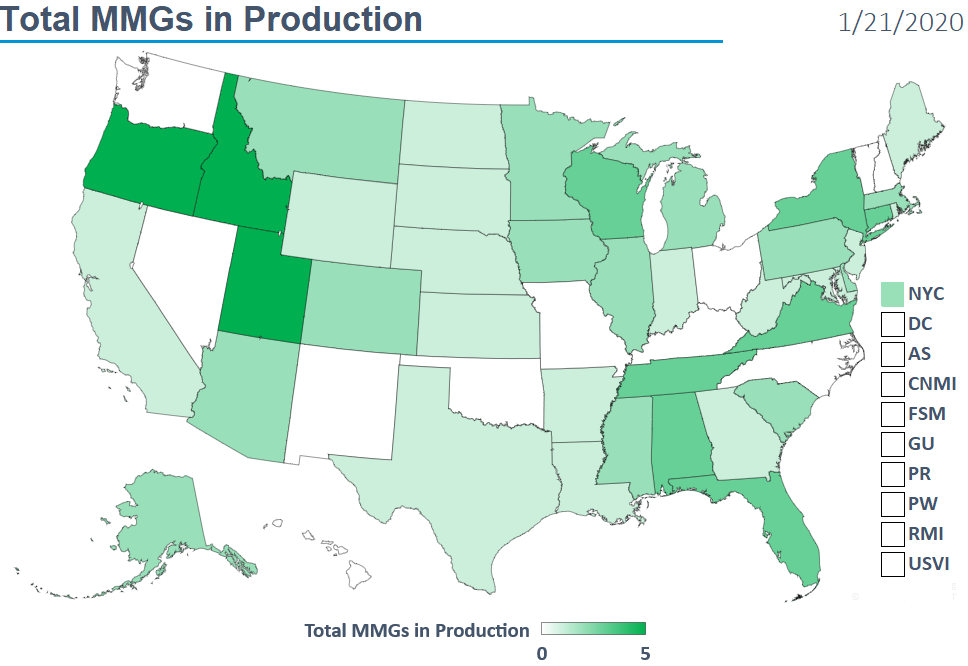 Total MMGs in Production
1/21/2020
NYC
DC
AS
CNMI
FSM
GU
PR
PW
RMI
USVI
Total MMGs in Production
0
5